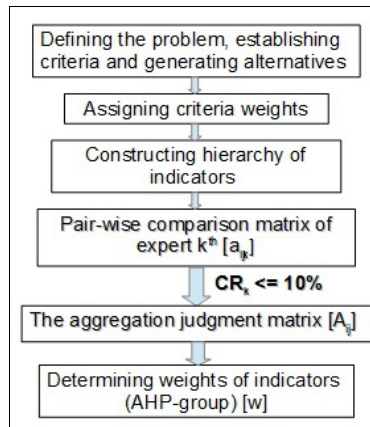 Defining the problem, establishing
criteria and generating alternatives
Assigning criteria weights
Constructing hierarchy of
indicators
Pair-wise comparison matrix of
expert kᵗʰ [aᵢⱼₖ]
CRₖ <= 10%
The aggregation judgment matrix [Aᵢⱼ]
Determining weights of indicators
(AHP-group) [w]